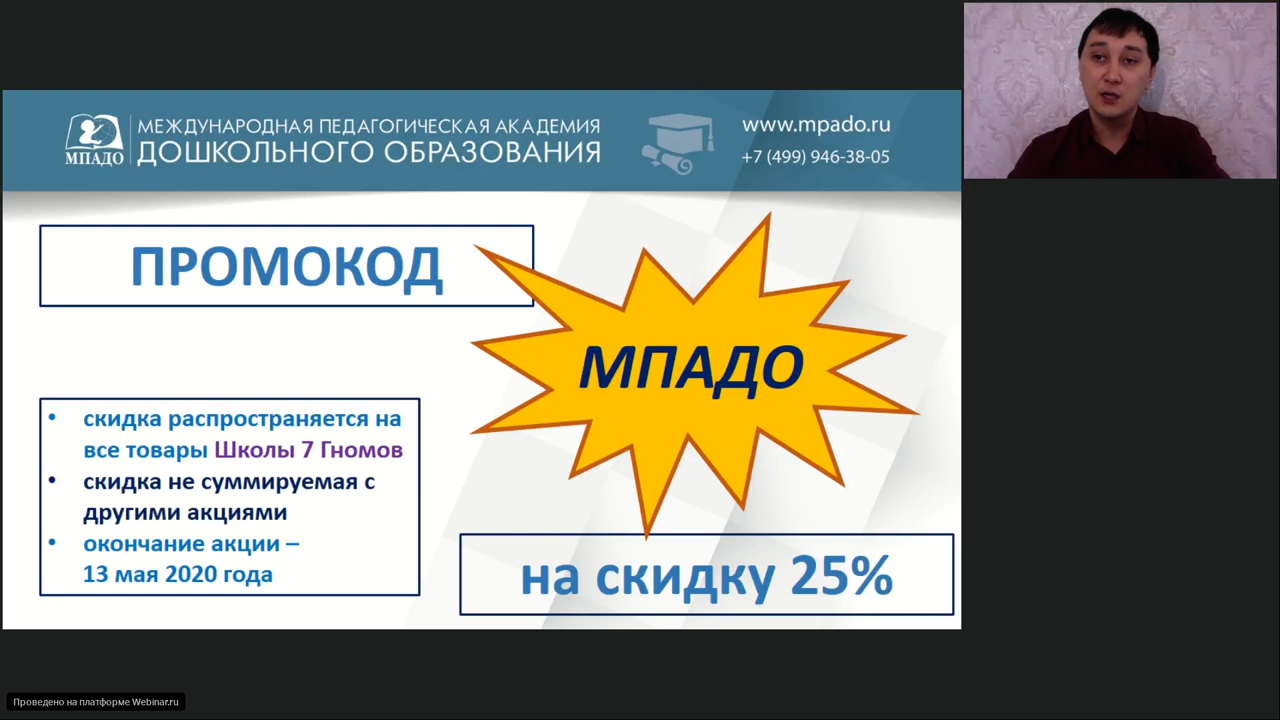 МПАДО
МЕЖДУНАРОДНАЯ ПЕДАГОГИЧЕСКАЯ АКАДЕМИЯ
ДОШКОЛЬНОГО ОБРАЗОВАНИЯ
www.mpado.ru
+7 (499) 946-38-05
ПРОМОКОД
МПАДО
скидка распространяется на
все товары Школы 7 Гномов
скидка не суммируемая с
другими акциями
окончание акции –
13 мая 2020 года
на скидку 25%
Проведено на платформе Webinar.ru